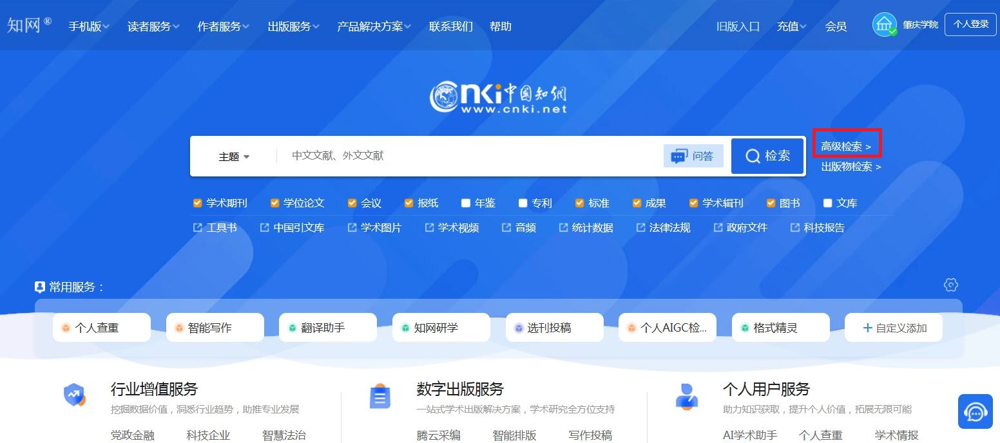 知网® 手机版 读者服务 作者服务 出版服务 产品解决方案 联系我们 帮助 旧版入口 充值 会员 肇庆学院 个人登录
cnki 中国知網
www.cnki.net
主题 中文文献、外文文献 问答 检索 高级检索 >
出版物检索 >
学术期刊 学位论文 会议 报纸 年鉴 专利 标准 成果 学术辑刊 图书 文库
工具书 中国引文库 学术图片 学术视频 音频 统计数据 法律法规 政府文件 科技报告
常用服务：
个人查重 智能写作 翻译助手 知网研学 选刊投稿 个人AIGC检... 格式精灵 +自定义添加
行业增值服务 数字出版服务 个人用户服务
挖掘数据价值，洞悉行业趋势，助推专业发展 一站式学术出版解决方案，学术研究全方位支持 助力知识获取，提升个人价值，拓展无限可能
党政金融 科技企业 智慧法治 腾云采编 智能排版 写作投稿 AI学术助手 个人查重 学术情报